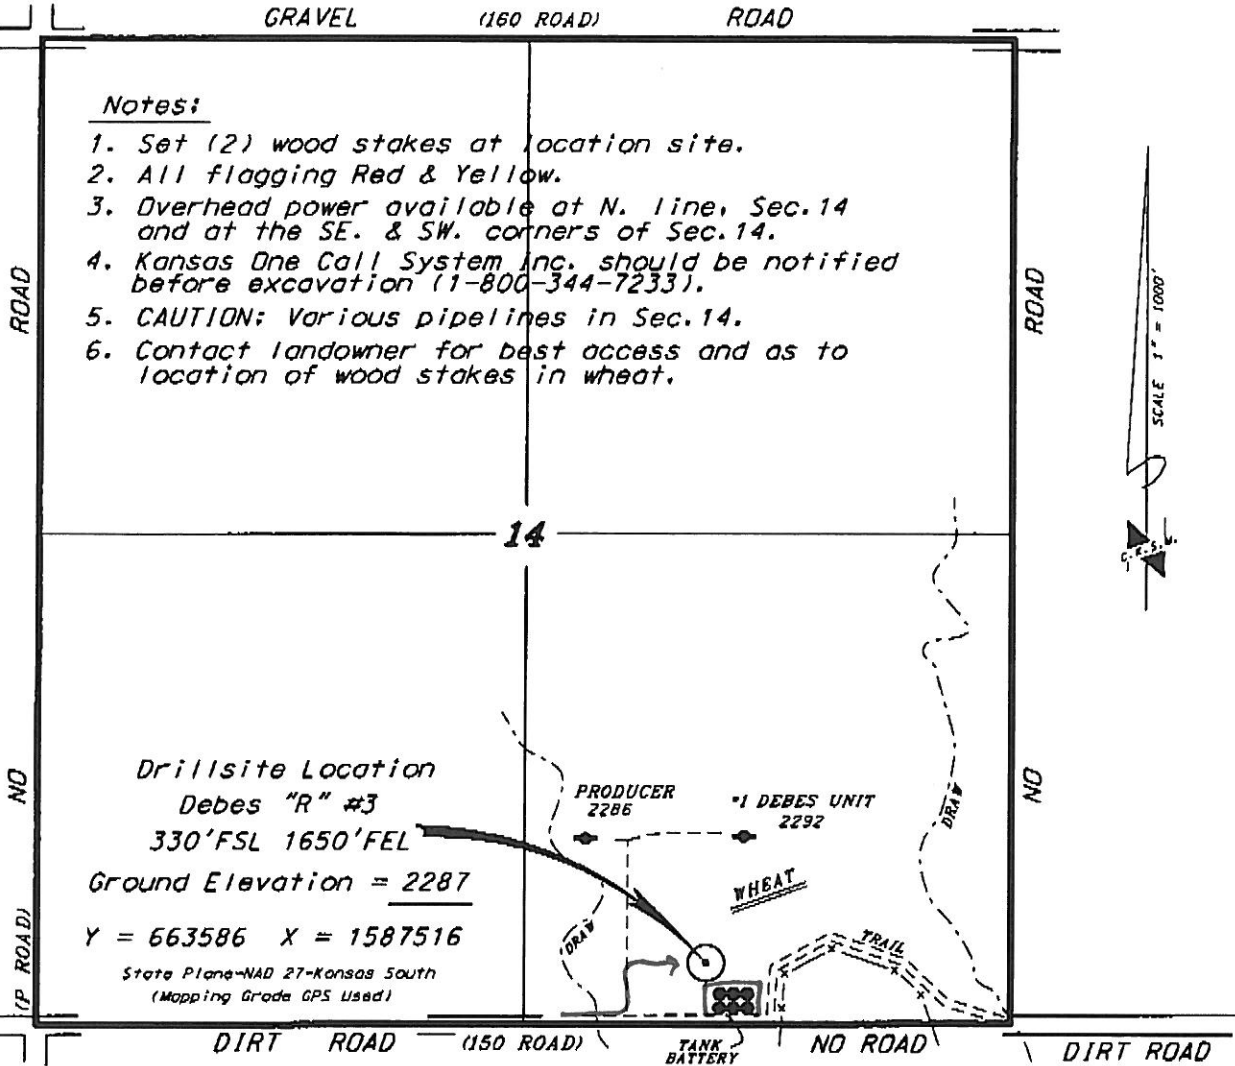 GRAVEL (160 ROAD) ROAD
Notes:
1. Set (2) wood stakes at location site.
2. All flagging Red & Yellow.
3. Overhead power available at N. line, Sec.14
and at the SE. & SW. corners of Sec.14.
4. Kansas One Call System Inc. should be notified
before excavation (1-800-344-7233).
5. CAUTION: Various pipelines in Sec.14.
6. Contact landowner for best access and as to
location of wood stakes in wheat.
ROAD
ROAD
SCALE 1" = 1000'
14
C.K.S.W.
Drillsite Location
Debes "R" #3
330'FSL 1650'FEL
Ground Elevation = 2287
Y = 663586 X = 1587516
State Plane-NAD 27-Kansas South
(Mapping Grade GPS Used)
NO
(P ROAD)
PRODUCER
2286
#1 DEBES UNIT
2292
NO
DRAW
WHEAT
DRAW
TRAIL
DIRT ROAD (150 ROAD)
TANK
BATTERY
NO ROAD
DIRT ROAD